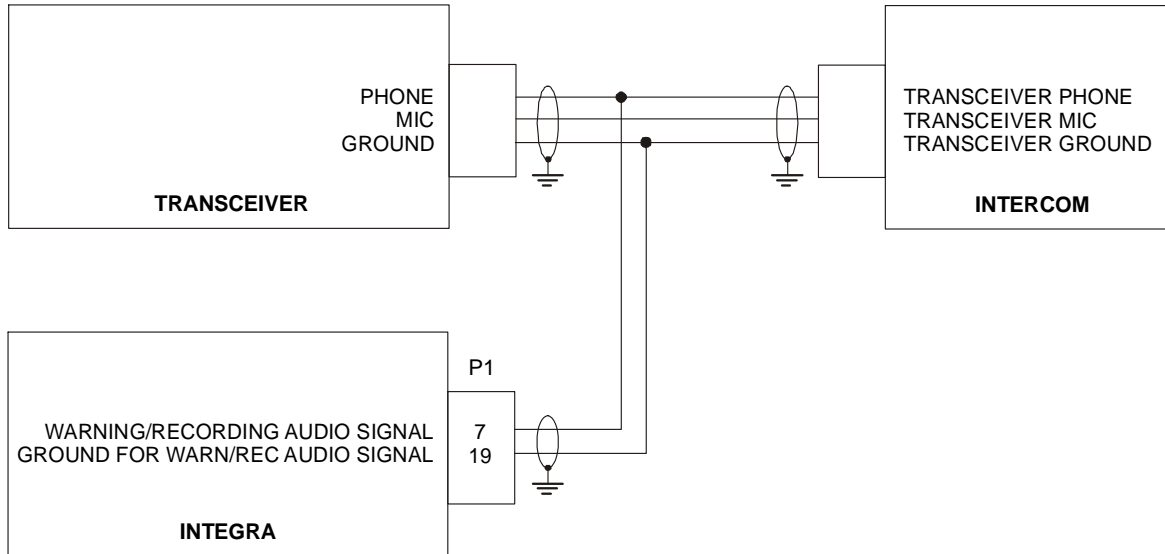 PHONE
MIC
GROUND
TRANSCEIVER
TRANSCEIVER PHONE
TRANSCEIVER MIC
TRANSCEIVER GROUND
INTERCOM
P1
WARNING/RECORDING AUDIO SIGNAL 7
GROUND FOR WARN/REC AUDIO SIGNAL 19
INTEGRA